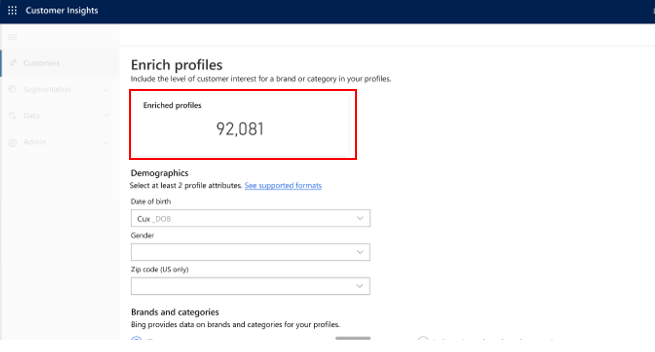 Customer Insights
Customers
Segmentation
Data
Admin
Enrich profiles
Include the level of customer interest for a brand or category in your profiles.
Enriched profiles
92,081
Demographics
Select at least 2 profile attributes. See supported formats
Date of birth
Cux_DOB
Gender
Zip code (US only)
Brands and categories
Bing provides data on brands and categories for your profiles.